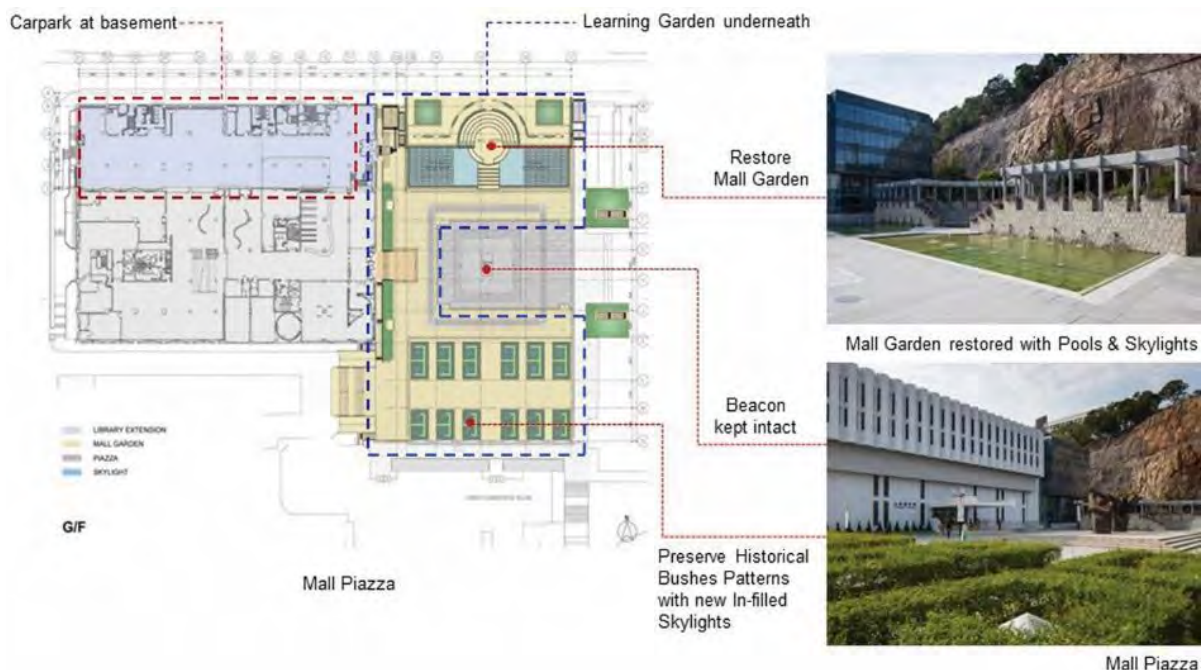 Carpark at basement
Learning Garden underneath
Restore
Mall Garden
Mall Garden restored with Pools & Skylights
Beacon
kept intact
LIBRARY EXTENSION
MALL GARDEN
PIAZZA
SKYLIGHT
G/F
Mall Piazza
Preserve Historical
Bushes Patterns
with new In-filled
Skylights
Mall Piazza